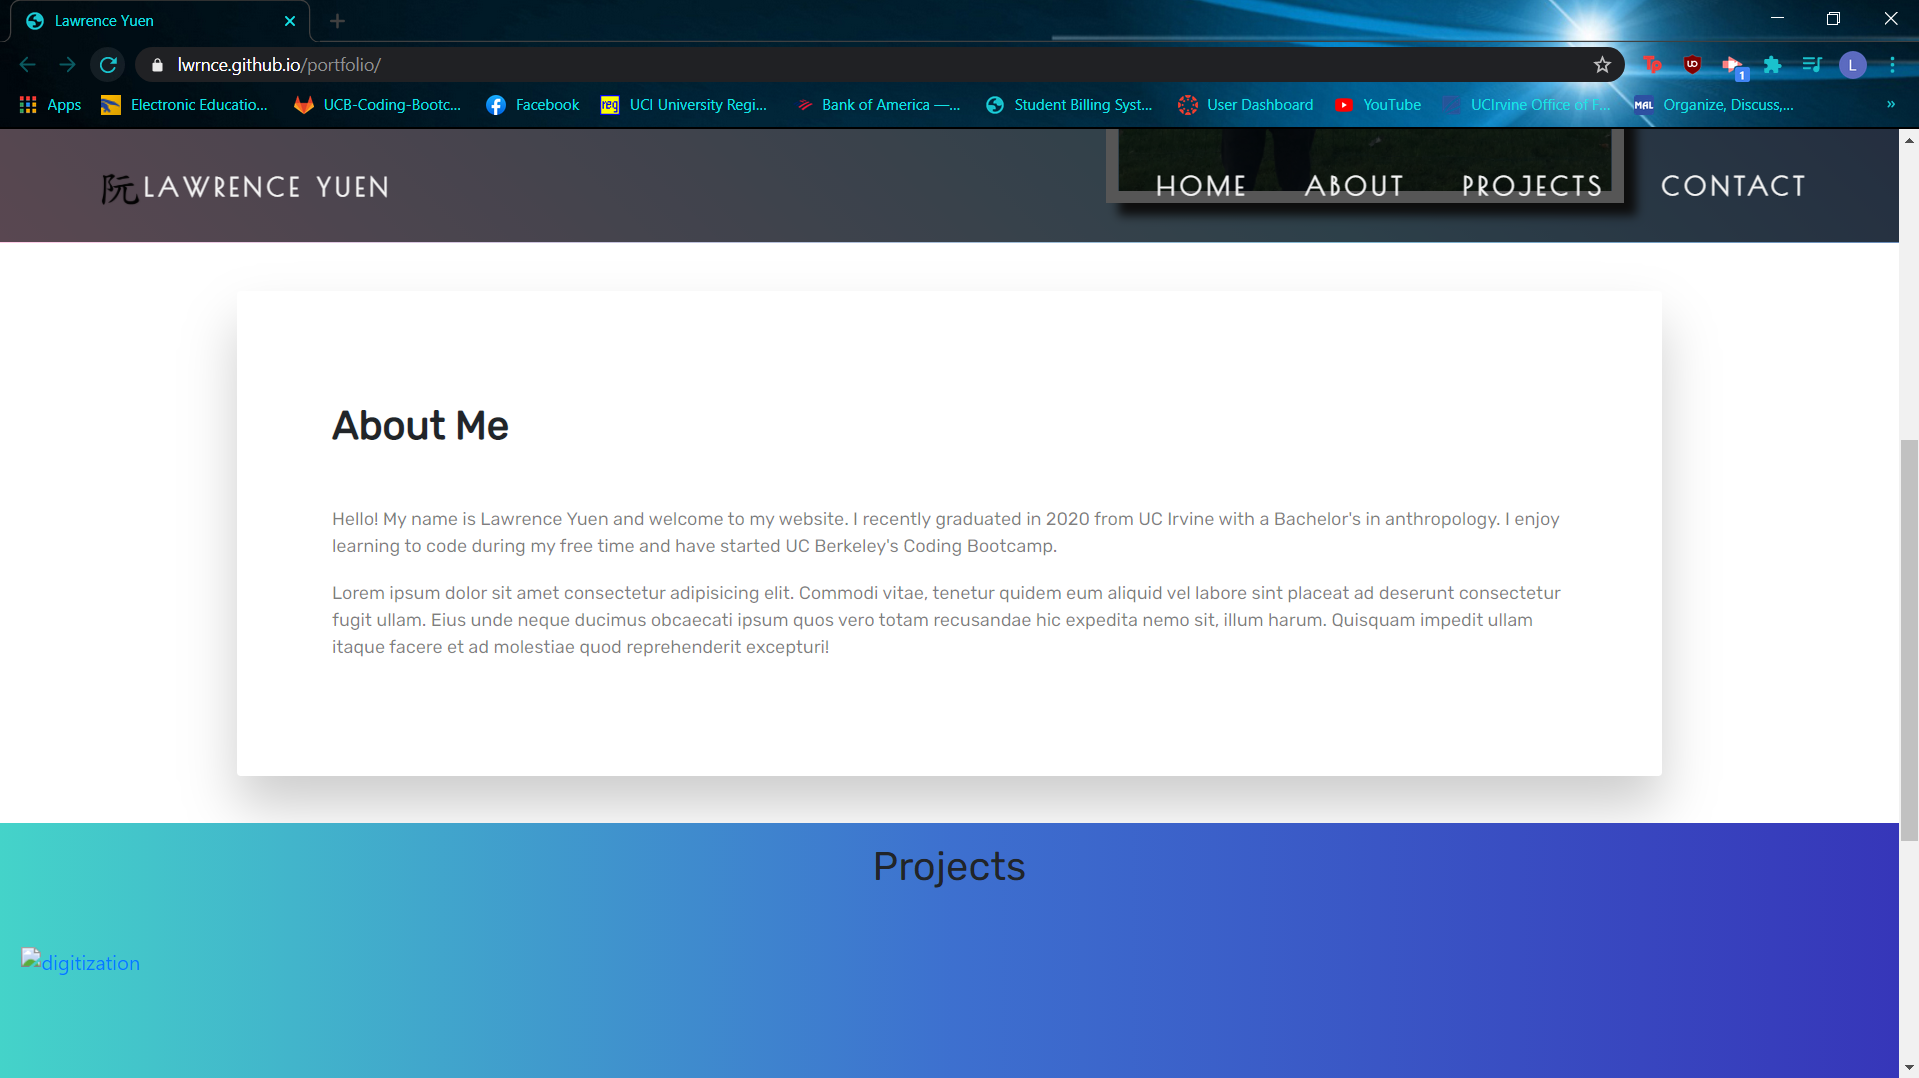 Lawrence Yuen
lwrnce.github.io/portfolio/
L
1
Apps
Electronic Educatio...
UCB-Coding-Bootc...
Facebook
reg
UCI University Regi...
Bank of America —...
Student Billing Syst...
User Dashboard
YouTube
UCIrvine Office of F...
MAL
Organize, Discuss,...
»
阮LAWRENCE YUEN
HOME
ABOUT
PROJECTS
CONTACT
About Me
Hello! My name is Lawrence Yuen and welcome to my website. I recently graduated in 2020 from UC Irvine with a Bachelor's in anthropology. I enjoy
learning to code during my free time and have started UC Berkeley's Coding Bootcamp.
Lorem ipsum dolor sit amet consectetur adipisicing elit. Commodi vitae, tenetur quidem eum aliquid vel labore sint placeat ad deserunt consectetur
fugit ullam. Eius unde neque ducimus obcaecati ipsum quos vero totam recusandae hic expedita nemo sit, illum harum. Quisquam impedit ullam
itaque facere et ad molestiae quod reprehenderit excepturi!
Projects
digitization